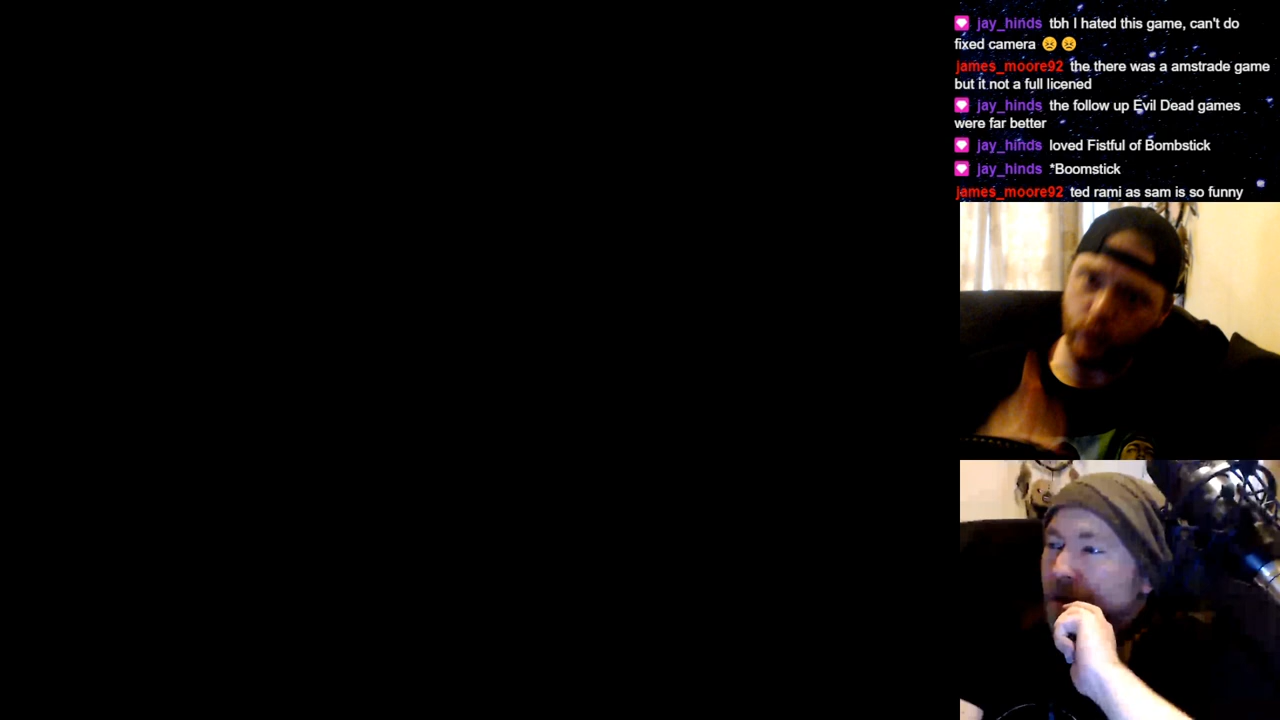 jay_hinds tbh I hated this game, can't do
fixed camera 😣 😣
james_moore92 the there was a amstrade game
but it not a full licened
jay_hinds the follow up Evil Dead games
were far better
jay_hinds loved Fistful of Bombstick
jay_hinds *Boomstick
james_moore92 ted rami as sam is so funny